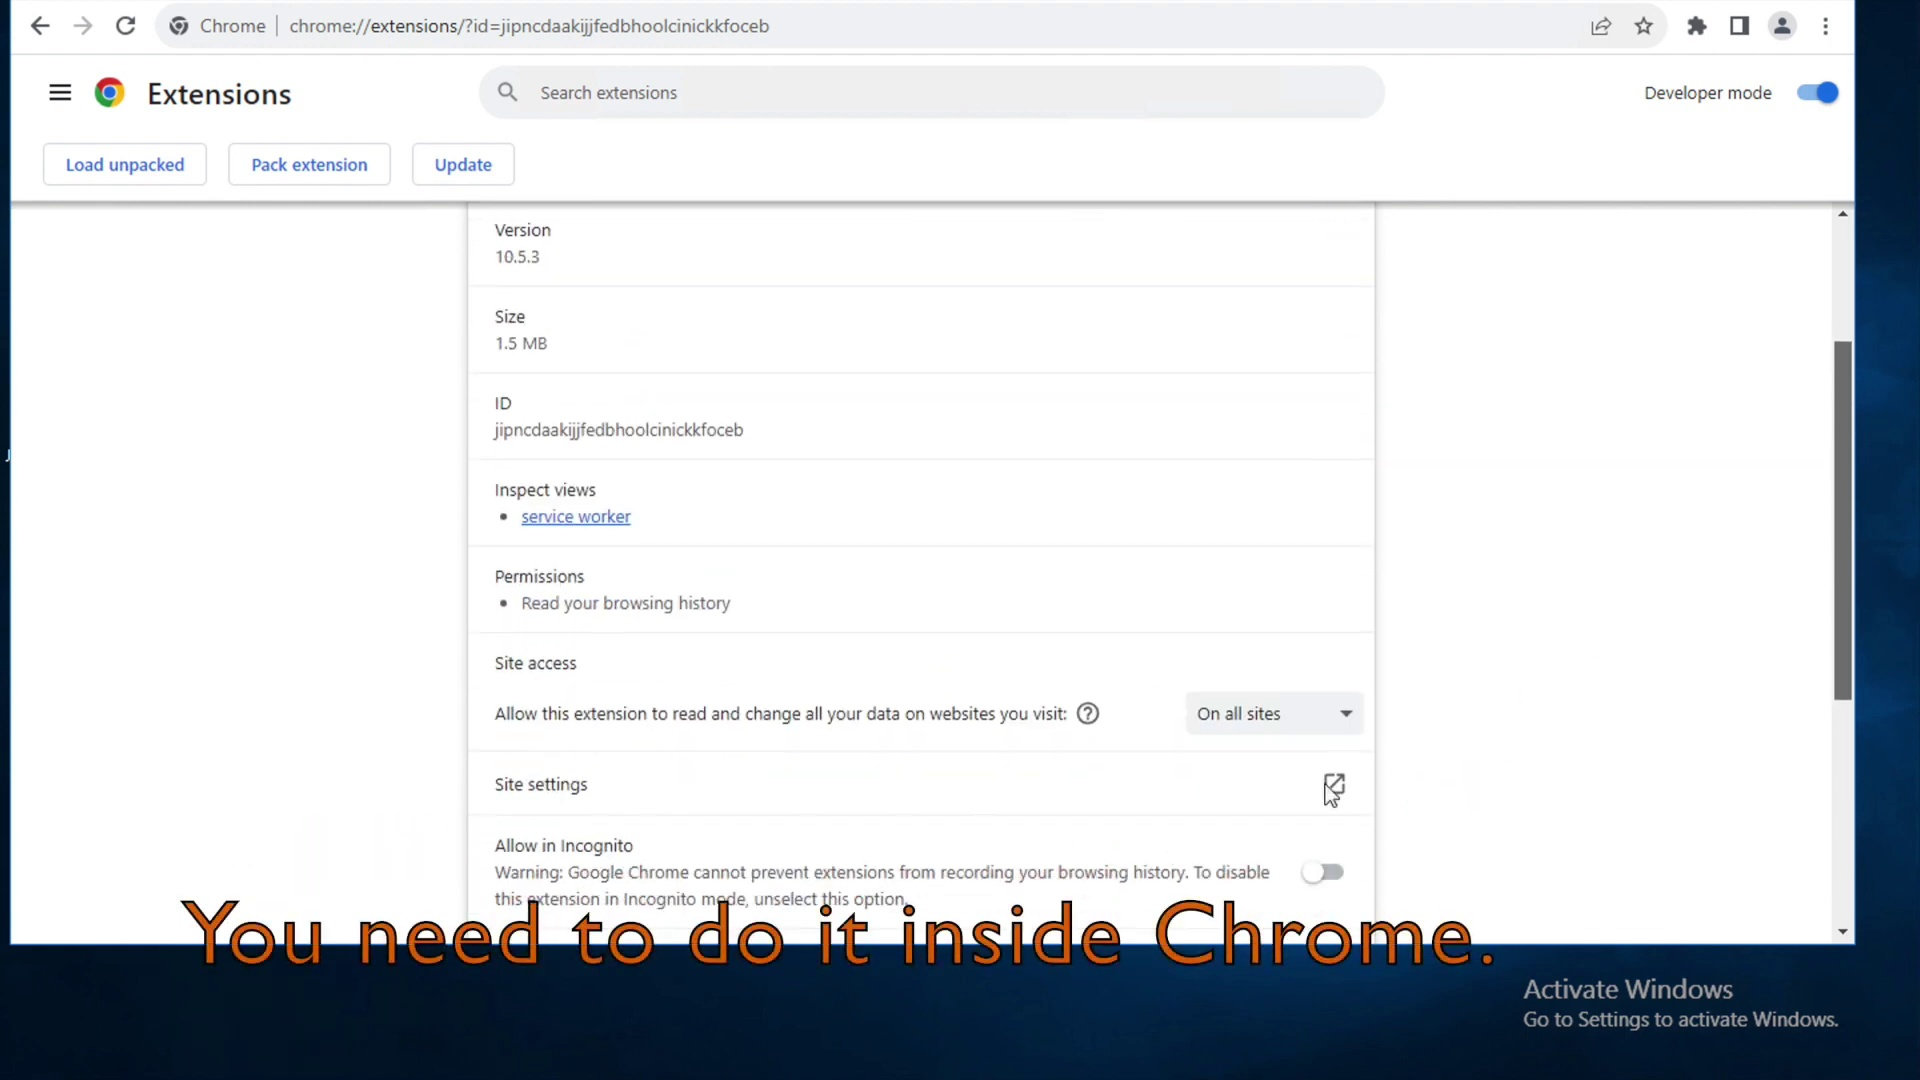 Chrome
chrome://extensions/?id=jipncdaakijjfedbhoolcinickkfoceb
Extensions
Search extensions
Developer mode
Load unpacked
Pack extension
Update
Version
10.5.3
Size
1.5 MB
ID
jipncdaakijjfedbhoolcinickkfoceb
Inspect views
service worker
Permissions
Read your browsing history
Site access
Allow this extension to read and change all your data on websites you visit:
On all sites
Site settings
Allow in Incognito
Warning: Google Chrome cannot prevent extensions from recording your browsing history. To disable
this extension in Incognito mode, unselect this option.
You need to do it inside Chrome.
Activate Windows
Go to Settings to activate Windows.